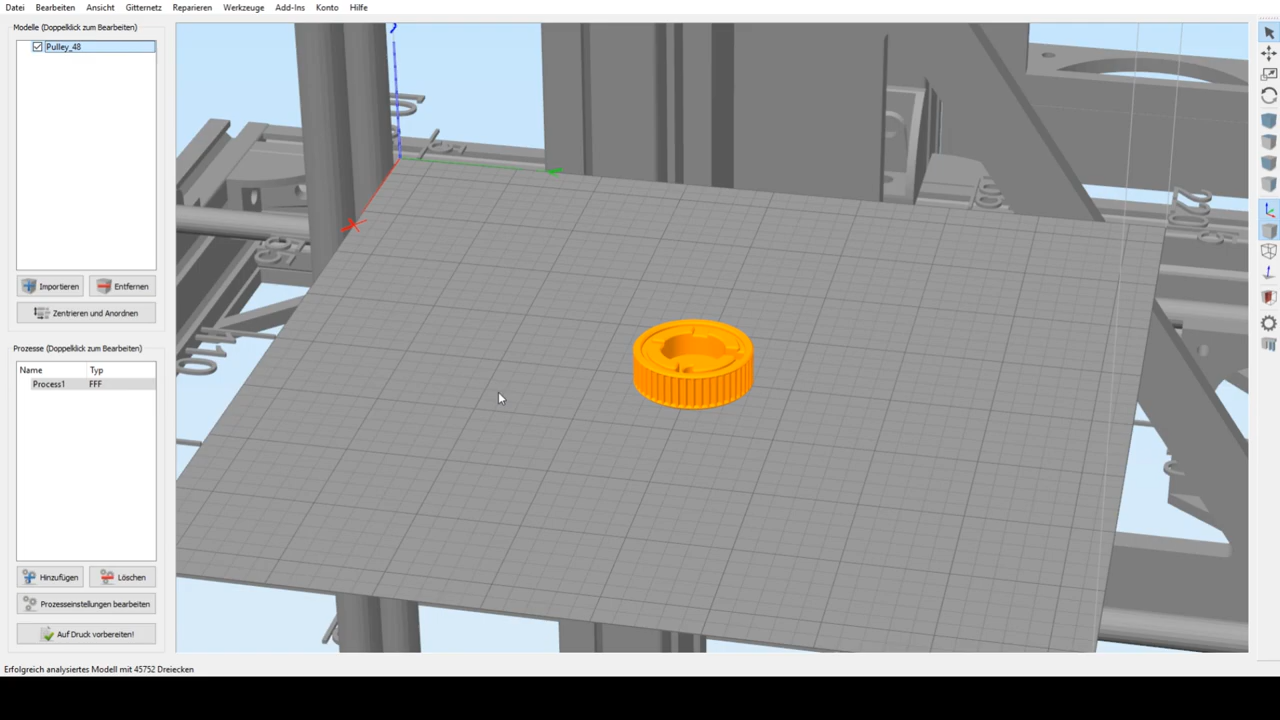 Datei Bearbeiten Ansicht Gitternetz Reparieren Werkzeuge Add-Ins Konto Hilfe
Modelle (Doppelklick zum Bearbeiten)
Pulley_48
Importieren Entfernen
Zentrieren und Anordnen
Prozesse (Doppelklick zum Bearbeiten)
Name Typ
Process1 FFF
Hinzufügen Löschen
Prozesseinstellungen bearbeiten
Auf Druck vorbereiten!
Erfolgreich analysiertes Modell mit 45752 Dreiecken